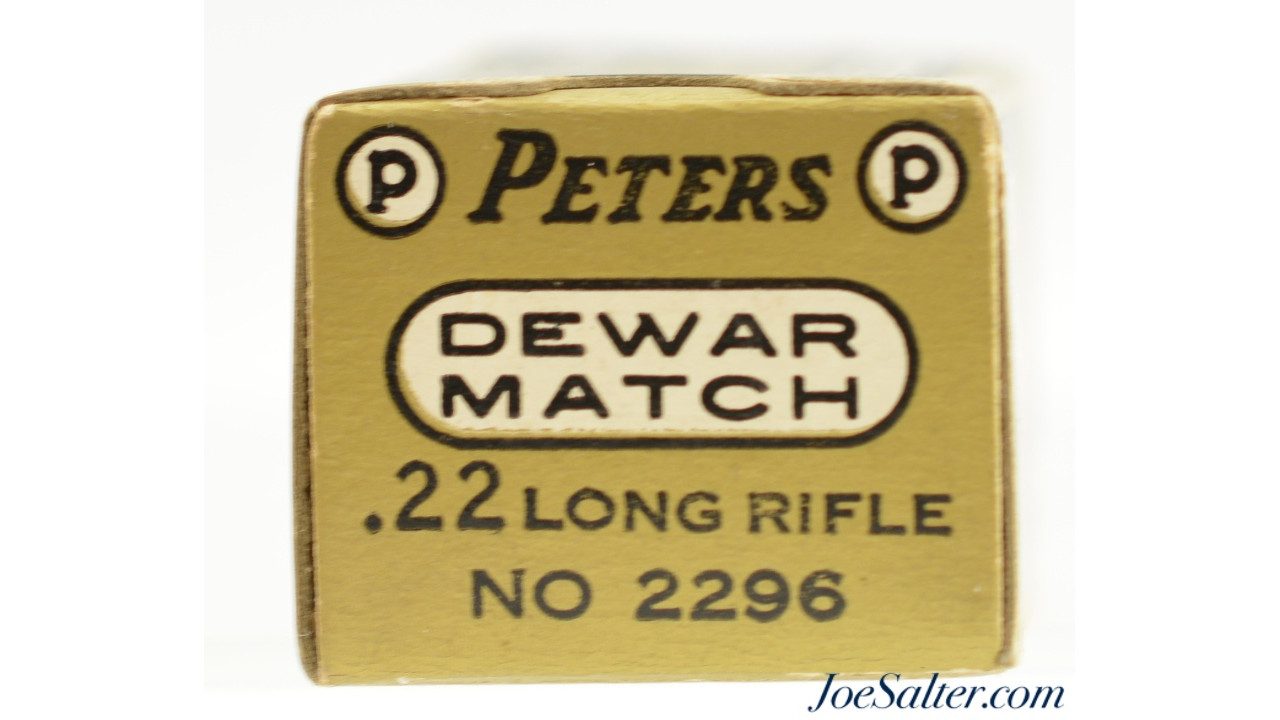 P PETERS P
DEWAR
MATCH
.22 LONG RIFLE
NO 2296
JoeSalter.com